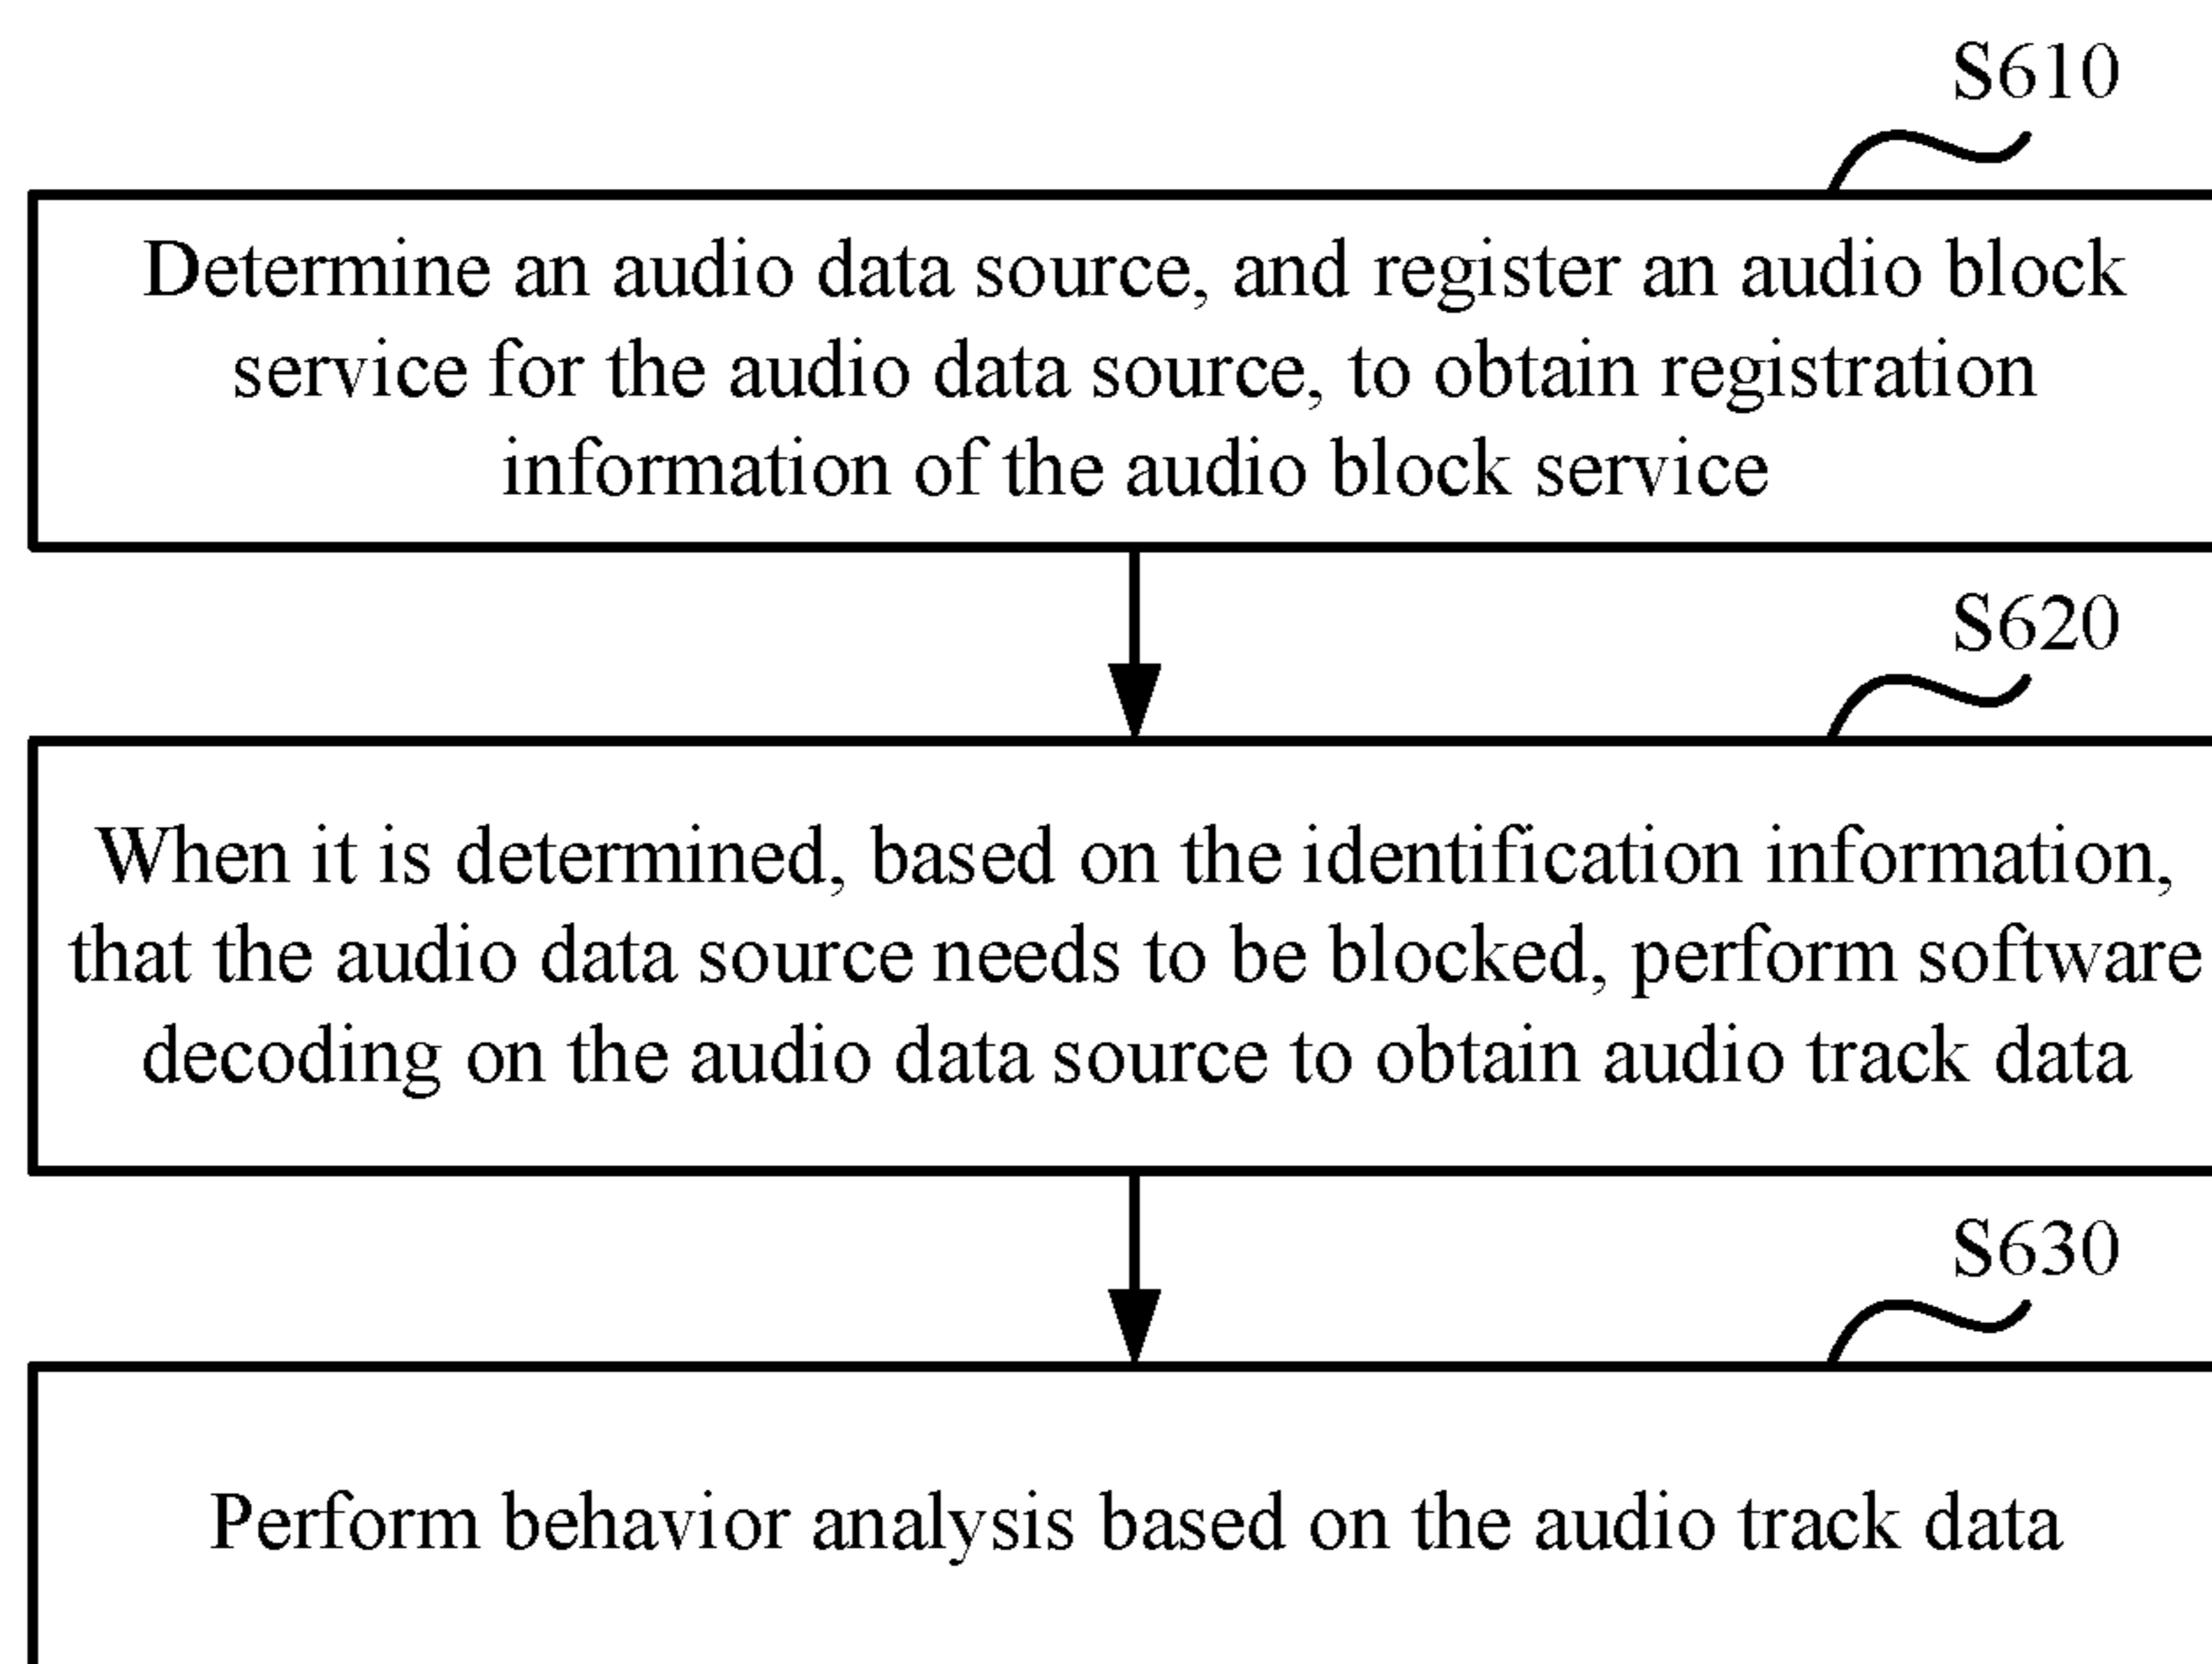 S610
Determine an audio data source, and register an audio block
service for the audio data source, to obtain registration
information of the audio block service
S620
When it is determined, based on the identification information,
that the audio data source needs to be blocked, perform software
decoding on the audio data source to obtain audio track data
S630
Perform behavior analysis based on the audio track data